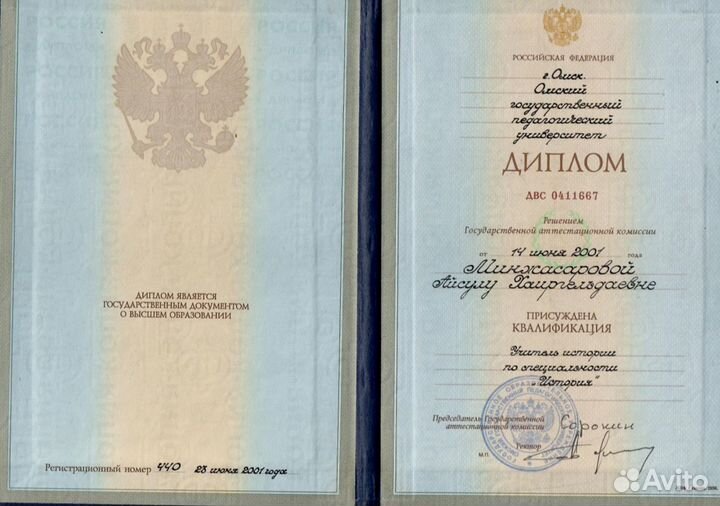 ДИПЛОМ ЯВЛЯЕТСЯ
ГОСУДАРСТВЕННЫМ ДОКУМЕНТОМ
О ВЫСШЕМ ОБРАЗОВАНИИ
Регистрационный номер 440 23 июня 2001 года
РОССИЙСКАЯ ФЕДЕРАЦИЯ
г. Омск.
Омский
государственный
педагогический
университет
ДИПЛОМ
ДВС 0411667
Решением
Государственной аттестационной комиссии
от 14 июня 2001 года
Минжасаровой
Айсулу Хаиргельдаевне
ПРИСУЖДЕНА
КВАЛИФИКАЦИЯ
Учитель истории
по специальности
"История"
Председатель Государственной
аттестационной комиссии Сорокин
Ректор
М.П.
Avito